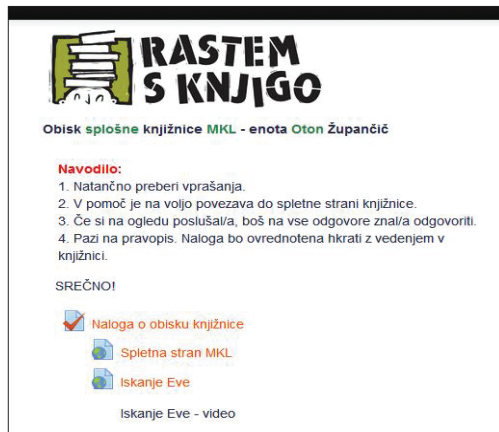 RASTEM
S KNJIGO
Obisk splošne knjižnice MKL - enota Oton Župančič
Navodilo:
1. Natančno preberi vprašanja.
2. V pomoč je na voljo povezava do spletne strani knjižnice.
3. Če si na ogledu poslušal/a, boš na vse odgovore znal/a odgovoriti.
4. Pazi na pravopis. Naloga bo ovrednotena hkrati z vedenjem v
knjižnici.
SREČNO!
Naloga o obisku knjižnice
Spletna stran MKL
Iskanje Eve
Iskanje Eve - video